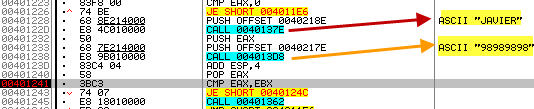 00401223 83F8 00 CMP EAX,0
00401226 74 BE JE SHORT 004011E6
00401228 68 8E214000 PUSH OFFSET 0040218E ASCII "JAVIER"
0040122D E8 4C010000 CALL 0040137E
00401232 50 PUSH EAX
00401233 68 7E214000 PUSH OFFSET 0040217E ASCII "98989898"
00401238 E8 9B010000 CALL 004013D8
0040123D 83C4 04 ADD ESP,4
00401240 58 POP EAX
00401241 3BC3 CMP EAX,EBX
00401243 74 07 JE SHORT 0040124C
00401245 E8 18010000 CALL 00401362